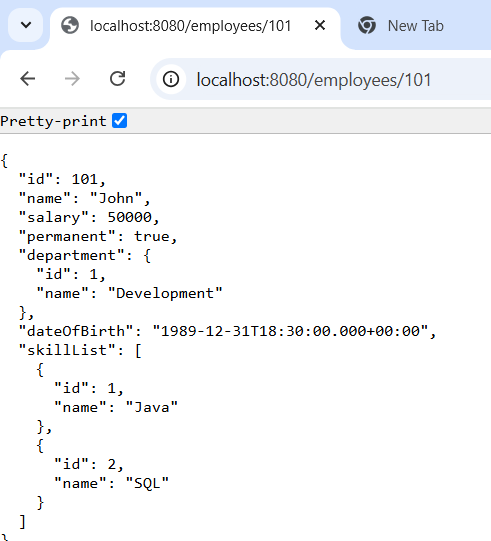 localhost:8080/employees/101
New Tab
localhost:8080/employees/101
Pretty-print
{
  "id": 101,
  "name": "John",
  "salary": 50000,
  "permanent": true,
  "department": {
    "id": 1,
    "name": "Development"
  },
  "dateOfBirth": "1989-12-31T18:30:00.000+00:00",
  "skillList": [
    {
      "id": 1,
      "name": "Java"
    },
    {
      "id": 2,
      "name": "SQL"
    }
  ]
}